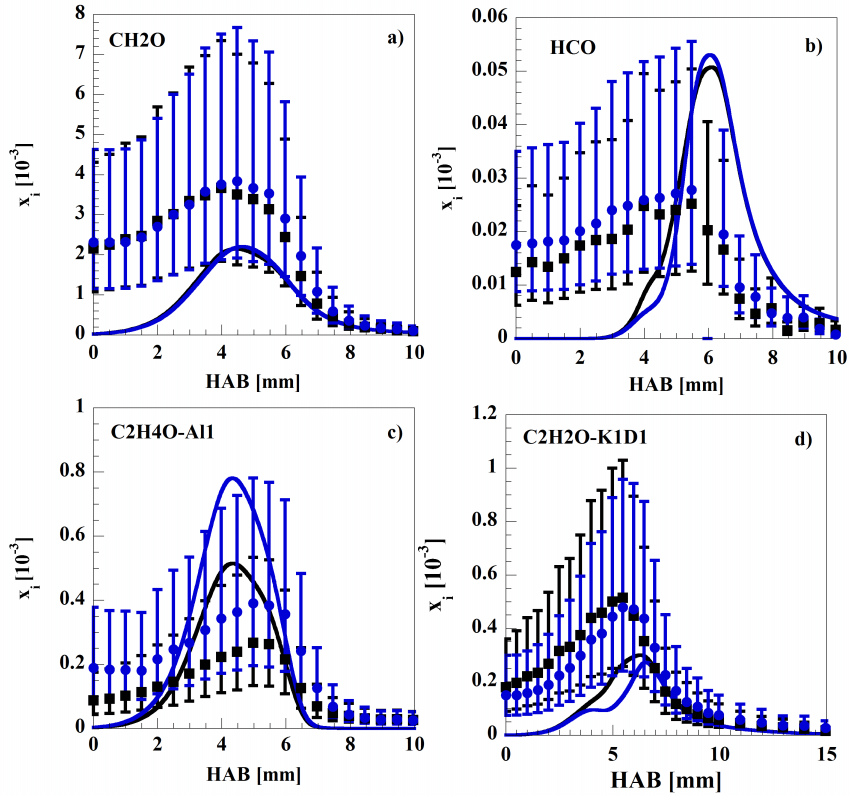 8
7
6
5
4
3
2
1
0
x_i [10^-3]
CH2O
a)
0 2 4 6 8 10
HAB [mm]
0.06
0.05
0.04
0.03
0.02
0.01
0
x_i [10^-3]
HCO
b)
0 2 4 6 8 10
HAB [mm]
1
0.8
0.6
0.4
0.2
0
x_i [10^-3]
C2H4O-Al1
c)
0 2 4 6 8 10
HAB [mm]
1.2
1
0.8
0.6
0.4
0.2
0
x_i [10^-3]
C2H2O-K1D1
d)
0 5 10 15
HAB [mm]